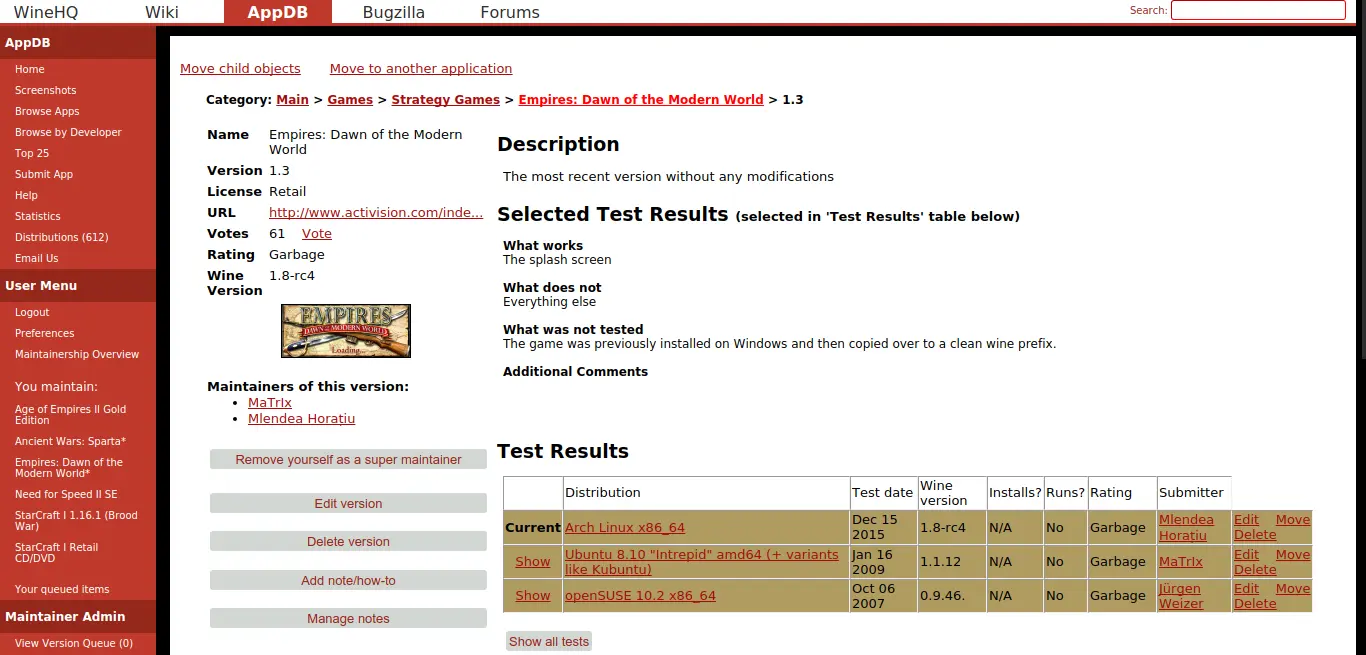 WineHQ Wiki AppDB Bugzilla Forums Search:
AppDB
Home
Screenshots
Browse Apps
Browse by Developer
Top 25
Submit App
Help
Statistics
Distributions (612)
Email Us
User Menu
Logout
Preferences
Maintainership Overview
You maintain:
Age of Empires II Gold
Edition
Ancient Wars: Sparta*
Empires: Dawn of the
Modern World*
Need for Speed II SE
StarCraft I 1.16.1 (Brood
War)
StarCraft I Retail
CD/DVD
Your queued items
Maintainer Admin
View Version Queue (0)
Move child objects Move to another application
Category: Main > Games > Strategy Games > Empires: Dawn of the Modern World > 1.3
Name Empires: Dawn of the Modern
World
Version 1.3
License Retail
URL http://www.activision.com/inde...
Votes 61 Vote
Rating Garbage
Wine 1.8-rc4
Version
EMPIRES
DAWN OF THE MODERN WORLD
Loading...
Maintainers of this version:
• MaTrIx
• Mlendea Horațiu
Remove yourself as a super maintainer
Edit version
Delete version
Add note/how-to
Manage notes
Description
The most recent version without any modifications
Selected Test Results (selected in 'Test Results' table below)
What works
The splash screen
What does not
Everything else
What was not tested
The game was previously installed on Windows and then copied over to a clean wine prefix.
Additional Comments
Test Results
Distribution Test date Wine version Installs? Runs? Rating Submitter
Current Arch Linux x86_64 Dec 15 2015 1.8-rc4 N/A No Garbage Mlendea Horațiu Edit Move Delete
Show Ubuntu 8.10 "Intrepid" amd64 (+ variants like Kubuntu) Jan 16 2009 1.1.12 N/A No Garbage MaTrIx Edit Move Delete
Show openSUSE 10.2 x86_64 Oct 06 2007 0.9.46. N/A No Garbage Jürgen Weizer Edit Move Delete
Show all tests